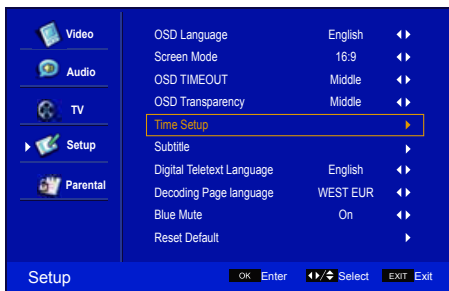 Video
Audio
TV
Setup
Parental
OSD Language English
Screen Mode 16:9
OSD TIMEOUT Middle
OSD Transparency Middle
Time Setup
Subtitle
Digital Teletext Language English
Decoding Page language WEST EUR
Blue Mute On
Reset Default
Setup OK Enter Select EXIT Exit